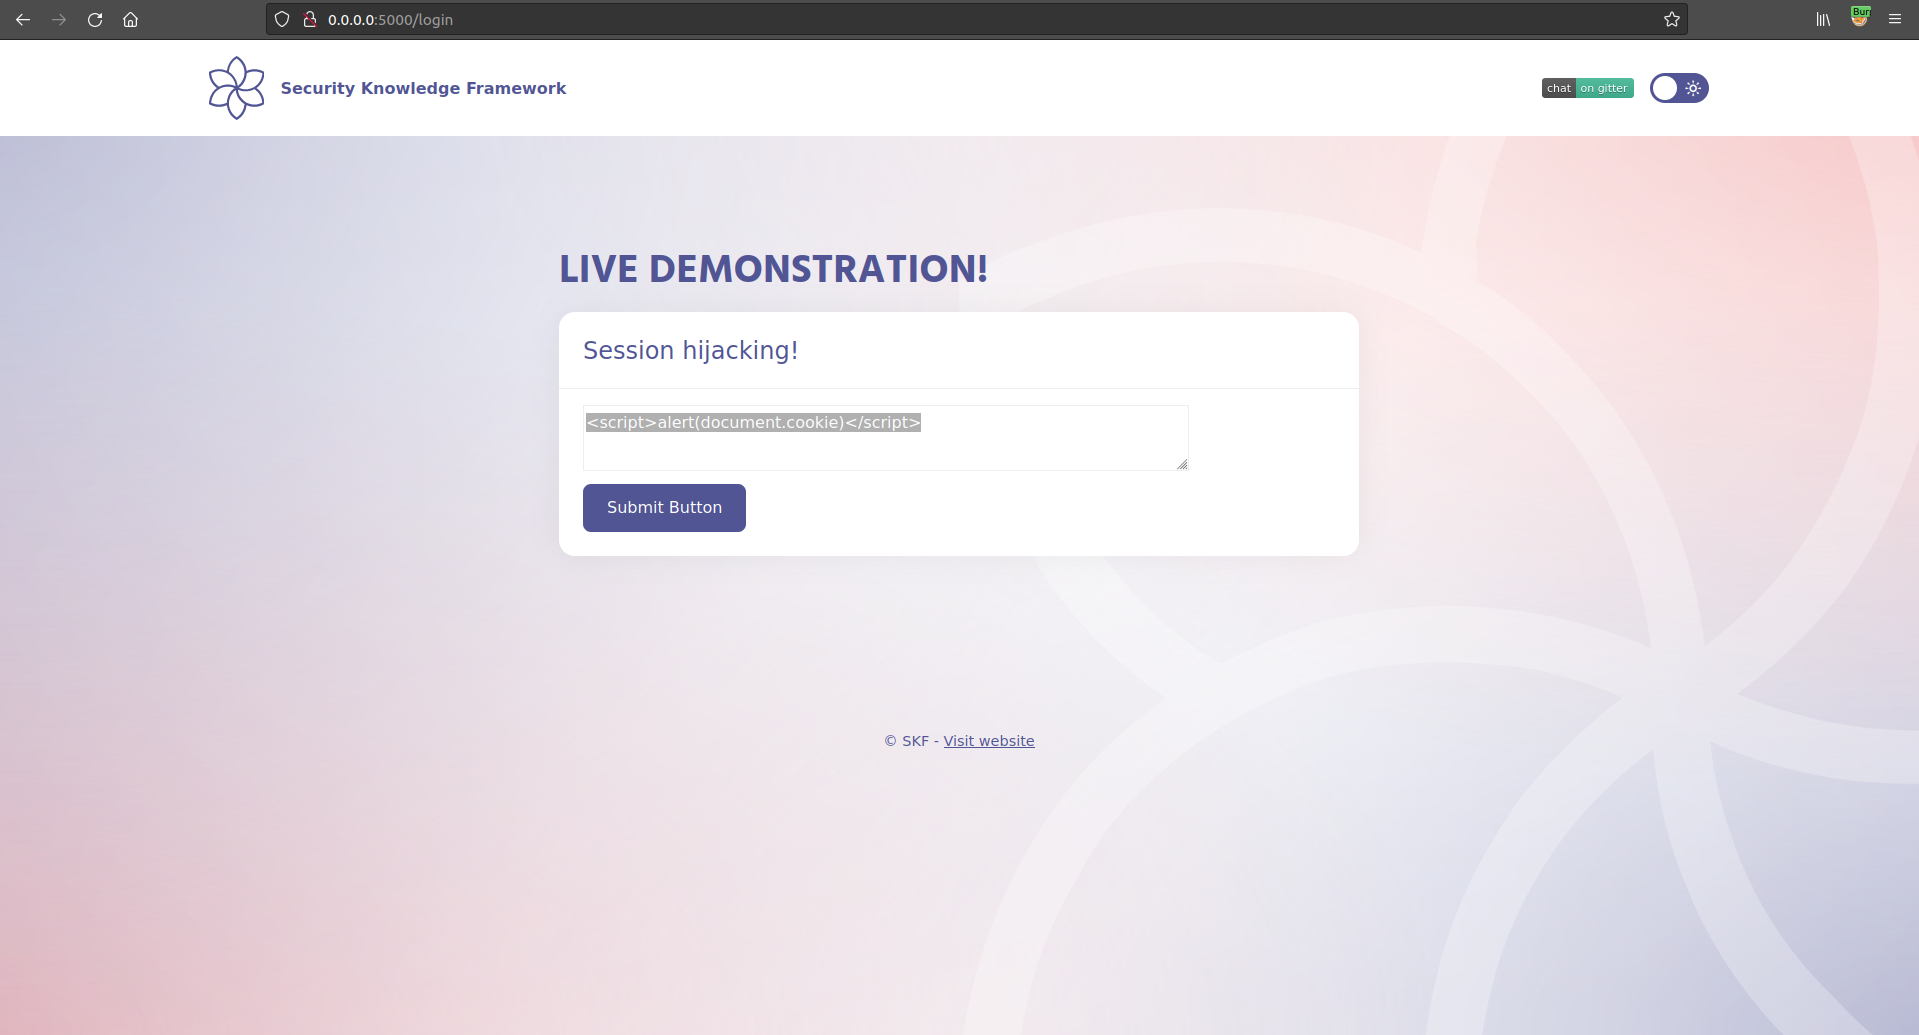 0.0.0.0:5000/login
Bur
Security Knowledge Framework
chat on gitter
LIVE DEMONSTRATION!
Session hijacking!
<script>alert(document.cookie)</script>
Submit Button
© SKF - Visit website